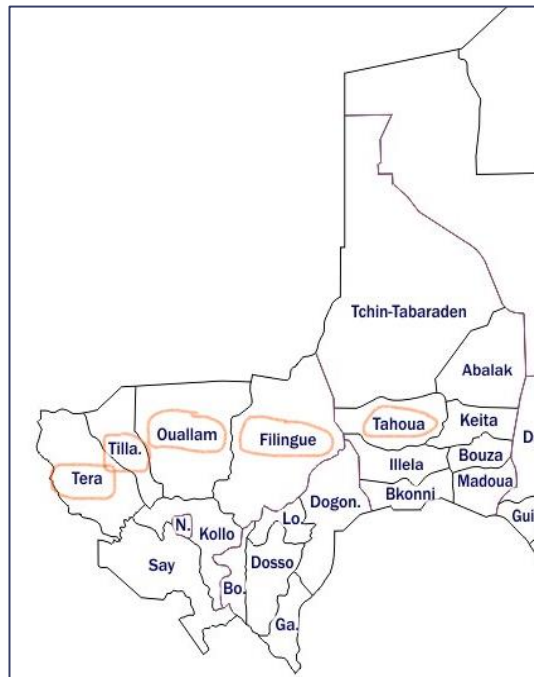 Tchin-Tabaraden
Abalak
Tahoua
Keita
Ouallam
Filingue
Tilla.
Tera
Illela
Bouza
D
Bkonni
Madoua
Dogon.
Gui
Lo.
N.
Kollo
Say
Dosso
Bo.
Ga.